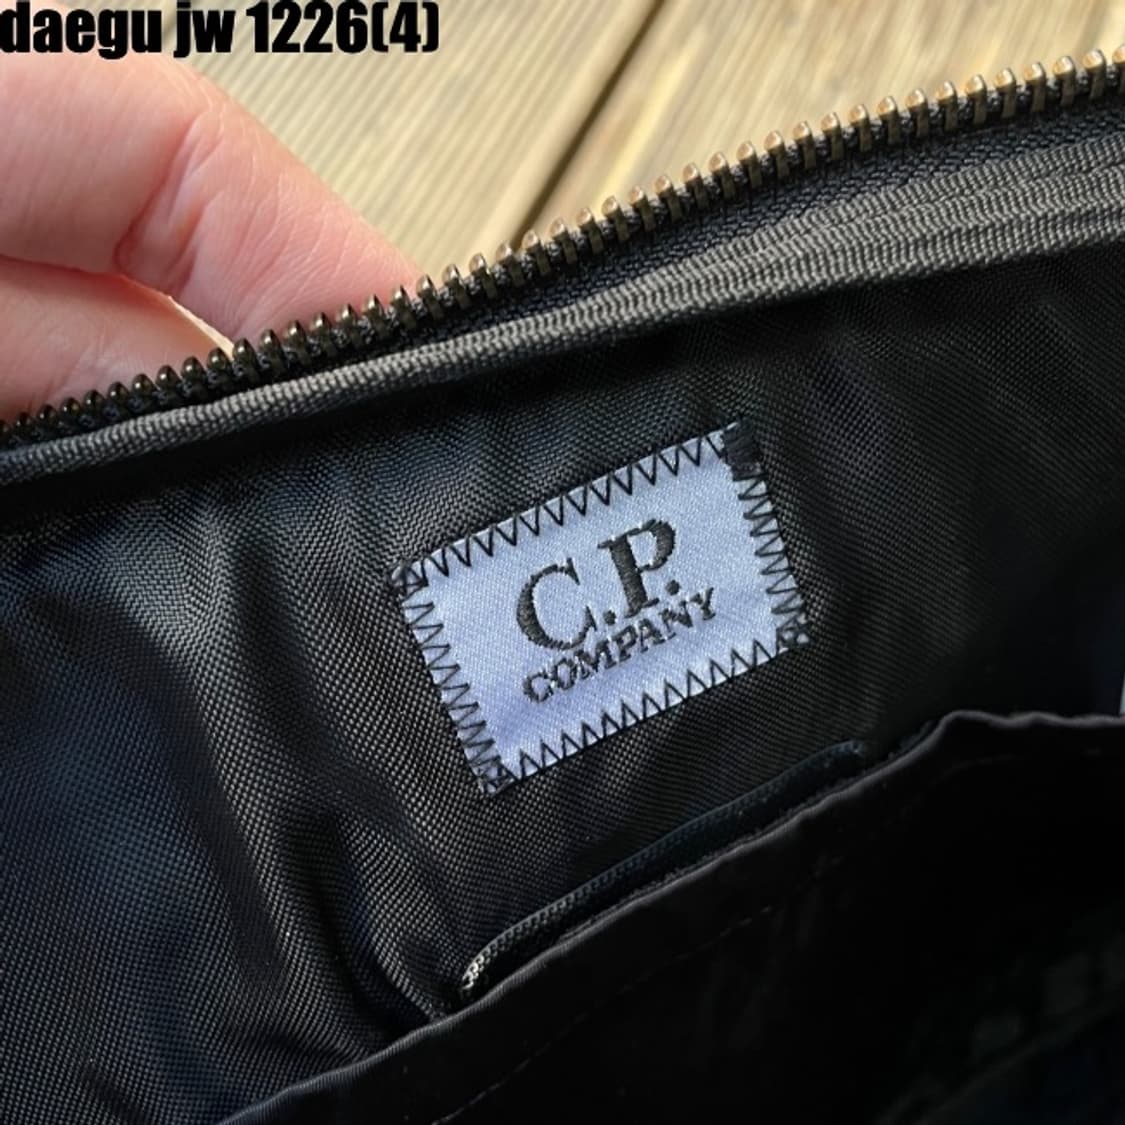 daegu jw 1226(4)
C.P.
COMPANY